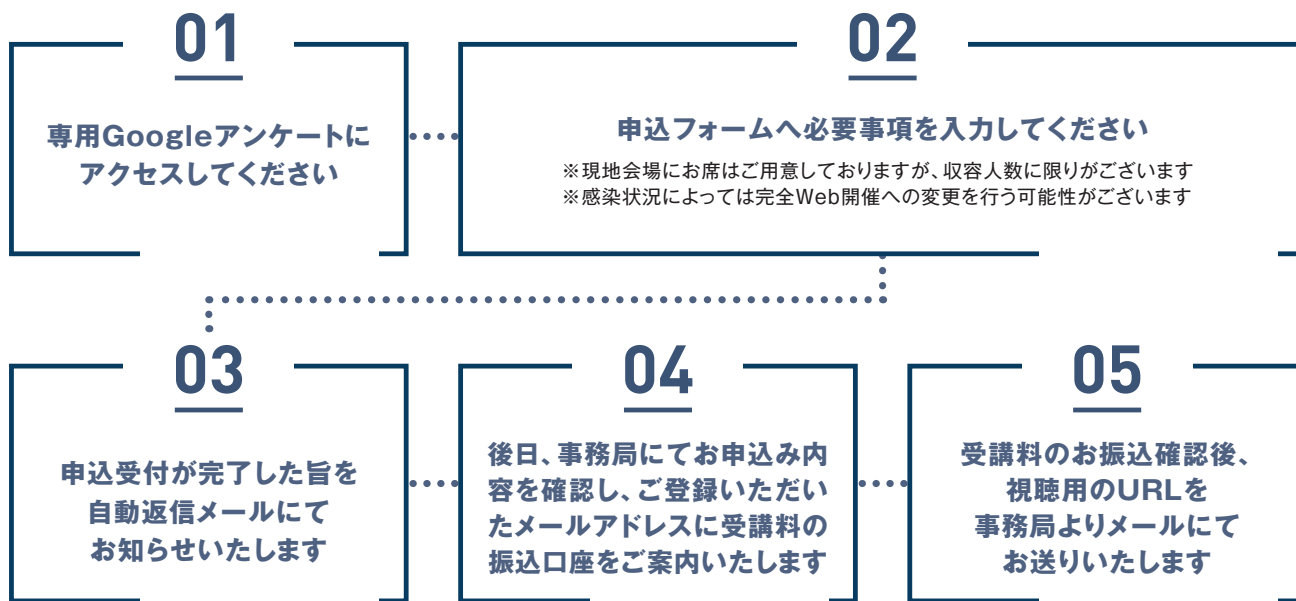 01
専用Googleアンケートに
アクセスしてください
02
申込フォームへ必要事項を入力してください
※現地会場にお席はご用意しておりますが、収容人数に限りがございます
※感染状況によっては完全Web開催への変更を行う可能性がございます
03
申込受付が完了した旨を
自動返信メールにて
お知らせいたします
04
後日、事務局にてお申込み内
容を確認し、ご登録いただい
たメールアドレスに受講料の
振込口座をご案内いたします
05
受講料のお振込確認後、
視聴用のURLを
事務局よりメールにて
お送りいたします